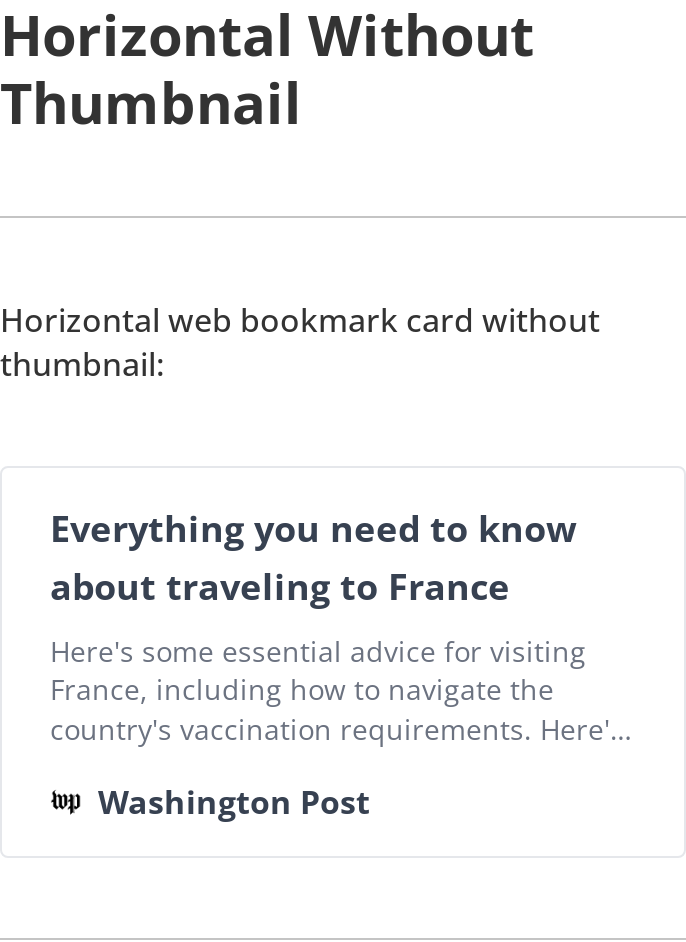 Horizontal Without
Thumbnail
Horizontal web bookmark card without
thumbnail:
Everything you need to know
about traveling to France
Here's some essential advice for visiting
France, including how to navigate the
country's vaccination requirements. Here'...
wp Washington Post